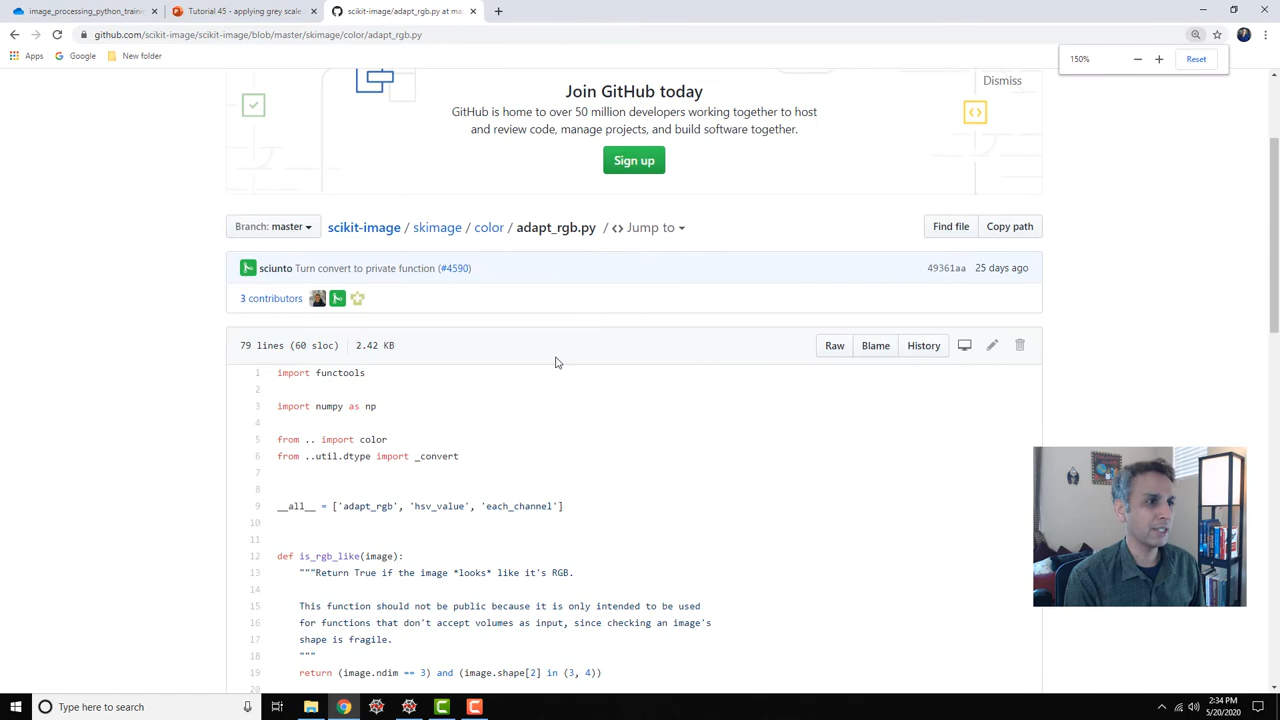 image_processing_python_trainin
Tutorial 45 - applying grey scale
scikit-image/adapt_rgb.py at ma
github.com/scikit-image/scikit-image/blob/master/skimage/color/adapt_rgb.py
Apps
Google
New folder
150%
Reset
Dismiss
Join GitHub today
GitHub is home to over 50 million developers working together to host
and review code, manage projects, and build software together.
Sign up
Branch: master
scikit-image / skimage / color / adapt_rgb.py / <> Jump to
Find file
Copy path
sciunto Turn convert to private function (#4590)
49361aa 25 days ago
3 contributors
79 lines (60 sloc) 2.42 KB
Raw
Blame
History
1 import functools
2
3 import numpy as np
4
5 from .. import color
6 from ..util.dtype import _convert
7
8
9 __all__ = ['adapt_rgb', 'hsv_value', 'each_channel']
10
11
12 def is_rgb_like(image):
13 """Return True if the image *looks* like it's RGB.
14
15 This function should not be public because it is only intended to be used
16 for functions that don't accept volumes as input, since checking an image's
17 shape is fragile.
18 """
19 return (image.ndim == 3) and (image.shape[2] in (3, 4))
20
Type here to search
2:34 PM
5/20/2020